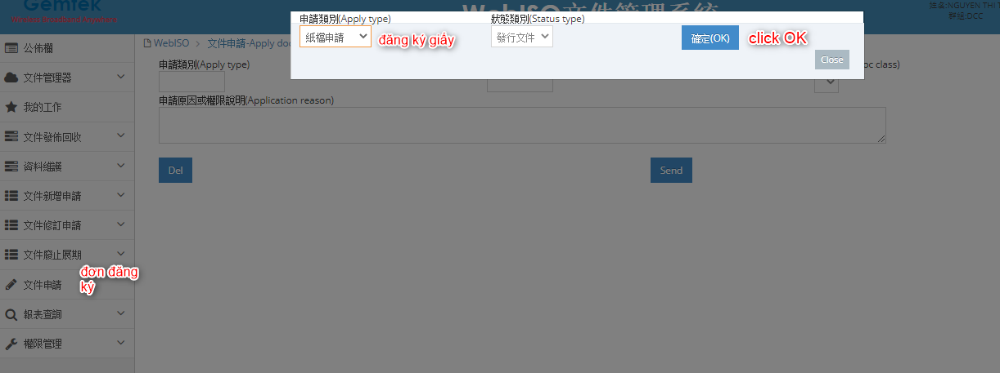 Gemtek
Wireless Broadband Anywhere
WebISO文件管理系統
姓名:NGUYEN THI T
群組:DCC
申請類別(Apply type)
狀態類別(Status type)
紙檔申請
đăng ký giấy
發行文件
確定(OK)
click OK
Close
公佈欄
文件管理器
我的工作
文件發佈回收
資料維護
文件新增申請
文件修訂申請
文件廢止展期
đơn đăng
ký
文件申請
報表查詢
權限管理
WebISO > 文件申請-Apply doc
申請類別(Apply type)
oc class)
申請原因或權限說明(Application reason)
Del
Send